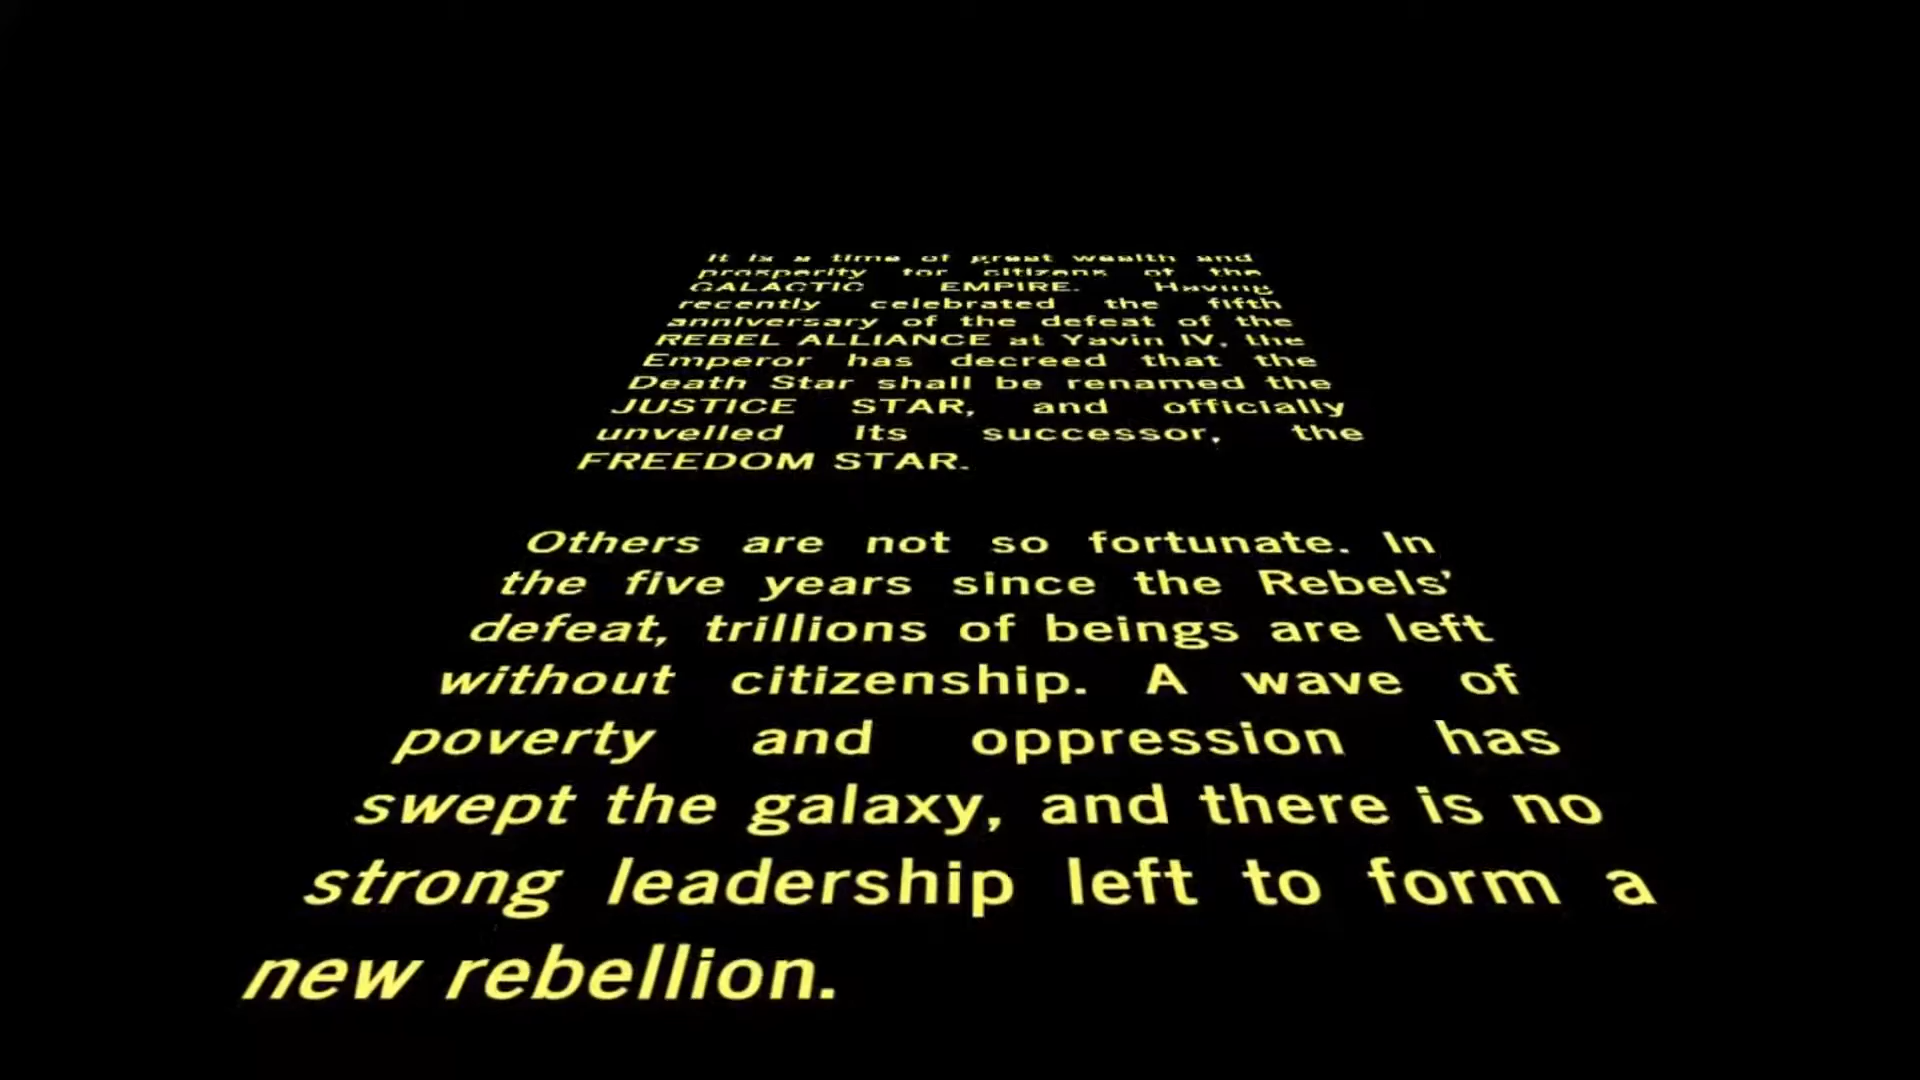 It is a time of great wealth and
prosperity for citizens of the
GALACTIC EMPIRE. Having
recently celebrated the fifth
anniversary of the defeat of the
REBEL ALLIANCE at Yavin IV, the
Emperor has decreed that the
Death Star shall be renamed the
JUSTICE STAR, and officially
unveiled its successor, the
FREEDOM STAR.
Others are not so fortunate. In
the five years since the Rebels'
defeat, trillions of beings are left
without citizenship. A wave of
poverty and oppression has
swept the galaxy, and there is no
strong leadership left to form a
new rebellion.